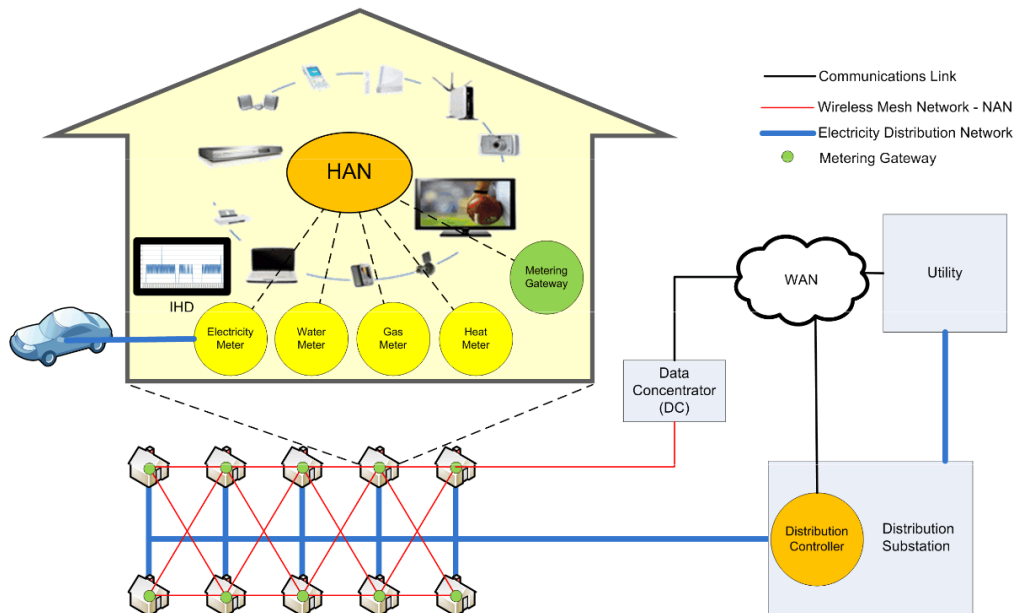 HAN
IHD
Metering
Gateway
Electricity
Meter
Water
Meter
Gas
Meter
Heat
Meter
Communications Link
Wireless Mesh Network - NAN
Electricity Distribution Network
Metering Gateway
WAN
Utility
Data
Concentrator
(DC)
Distribution
Controller
Distribution
Substation